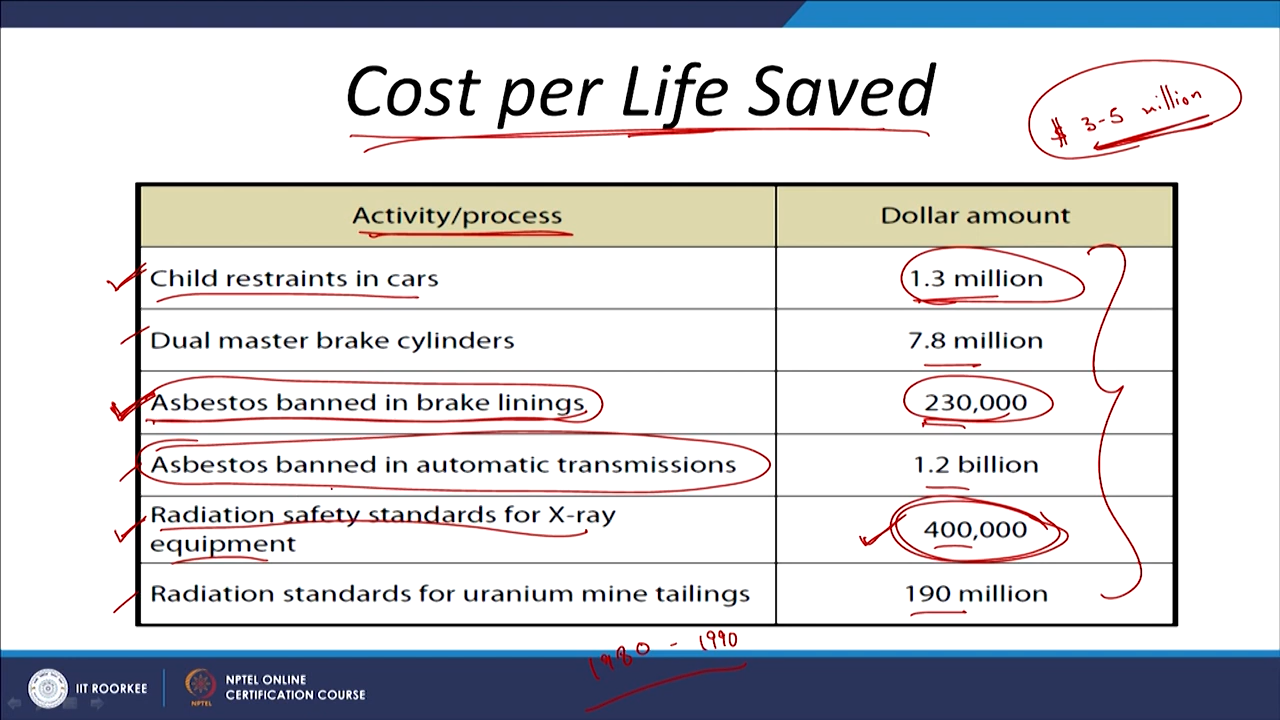 Cost per Life Saved
$ 3-5 million
Activity/process
Dollar amount
Child restraints in cars
1.3 million
Dual master brake cylinders
7.8 million
Asbestos banned in brake linings
230,000
Asbestos banned in automatic transmissions
1.2 billion
Radiation safety standards for X-ray
equipment
400,000
Radiation standards for uranium mine tailings
190 million
1980 - 1990
IIT ROORKEE
NPTEL
NPTEL ONLINE
CERTIFICATION COURSE